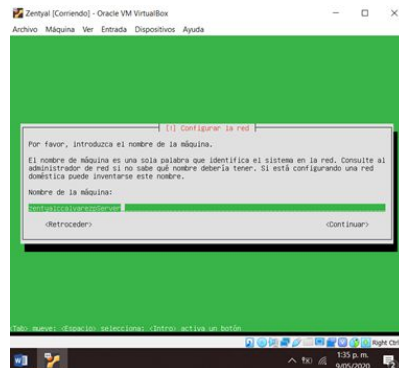 Zentyal [Corriendo] - Oracle VM VirtualBox
Archivo Máquina Ver Entrada Dispositivos Ayuda
[!] Configurar la red
Por favor, introduzca el nombre de la máquina.
El nombre de máquina es una sola palabra que identifica el sistema en la red. Consulte al
administrador de red si no sabe qué nombre debería tener. Si está configurando una red
doméstica puede inventarse este nombre.
Nombre de la máquina:
<Retroceder> <Continuar>
<Tab> mueve; <Espacio> selecciona; <Intro> activa un botón
Right Ctrl
1:35 p. m.
9/05/2020